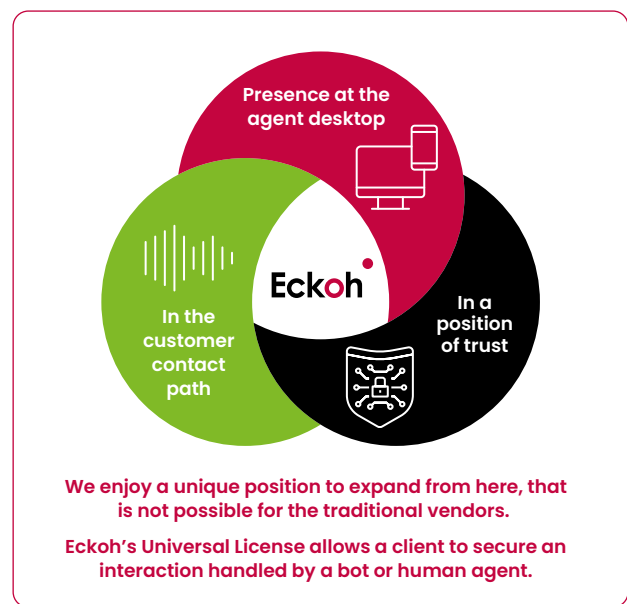 Presence at the
agent desktop
Eckoh
In the
customer
contact
path
In a
position
of trust
We enjoy a unique position to expand from here, that
is not possible for the traditional vendors.
Eckoh’s Universal License allows a client to secure an
interaction handled by a bot or human agent.